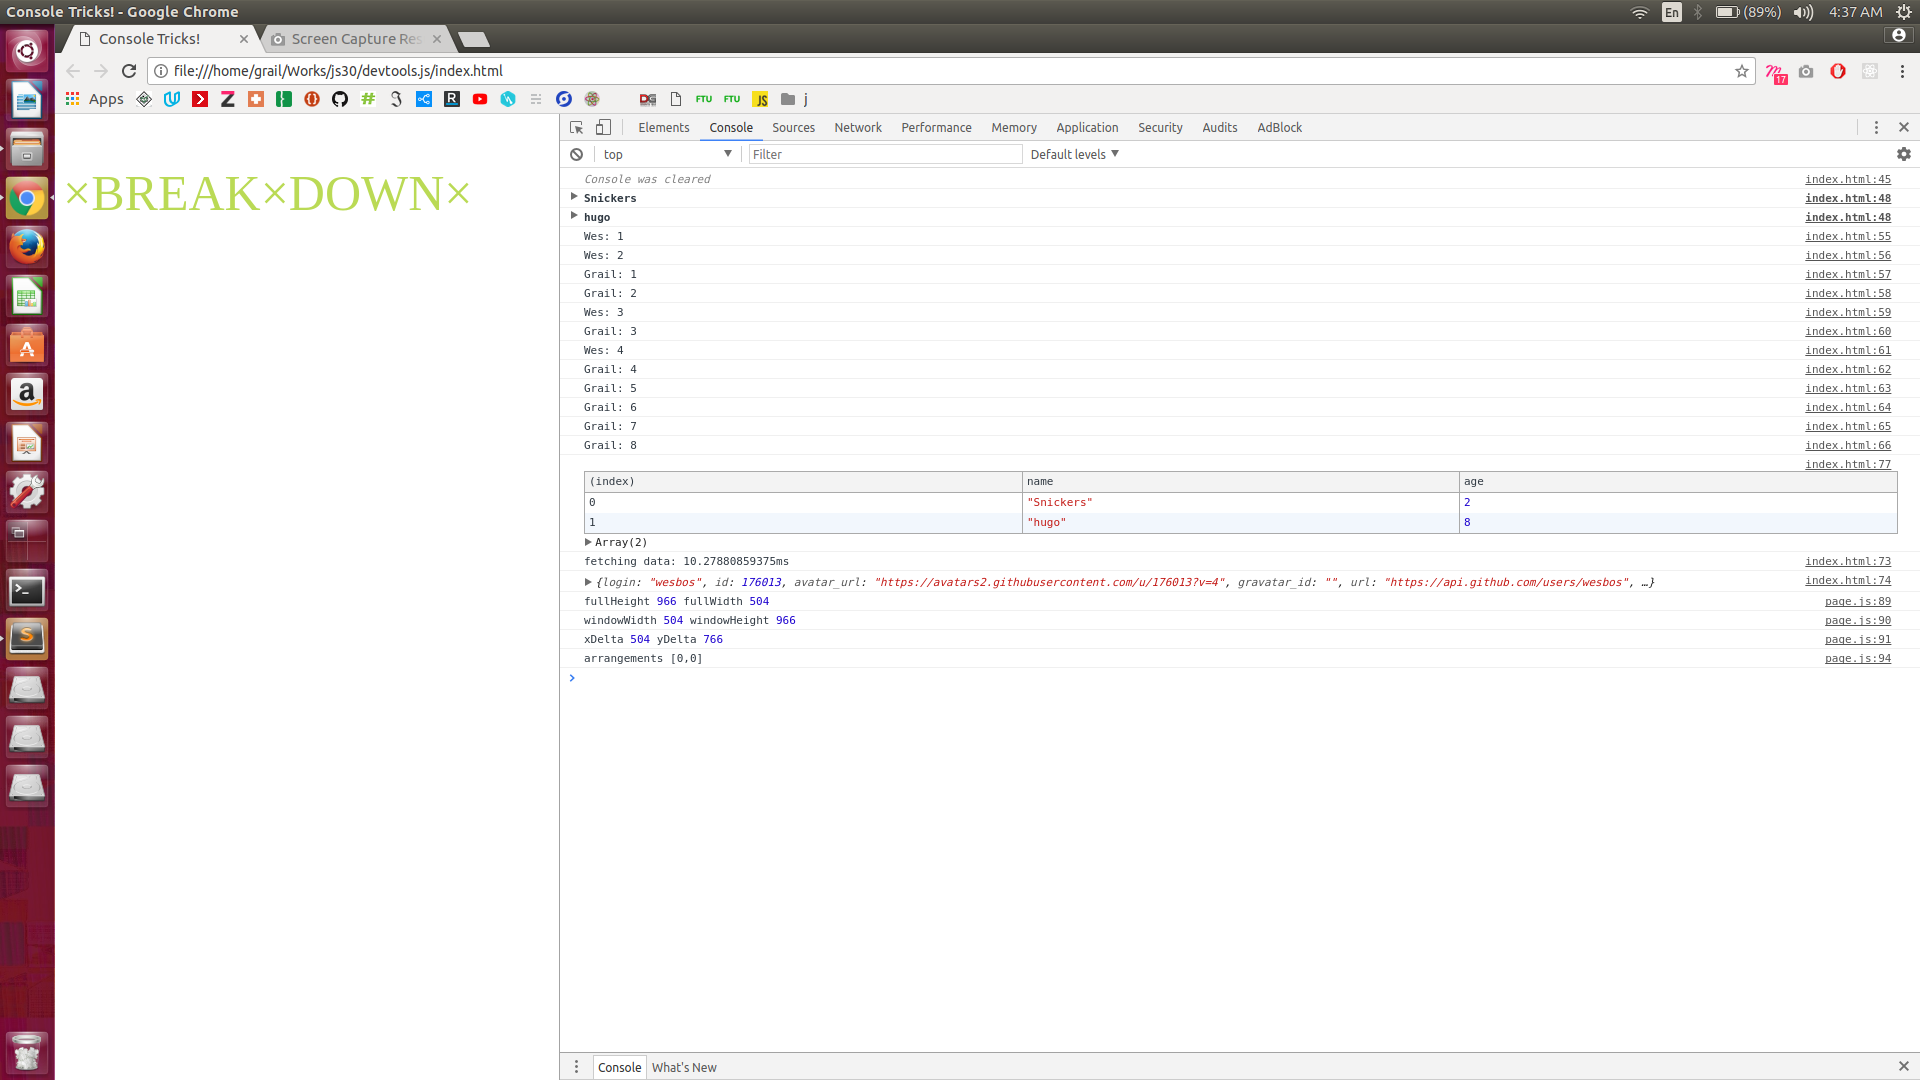 Console Tricks! - Google Chrome
En
(89%)
4:37 AM
Console Tricks!
Screen Capture Res
file:///home/grail/Works/js30/devtools.js/index.html
17
Apps
FTU
FTU
JS
j
×BREAK×DOWN×
Elements Console Sources Network Performance Memory Application Security Audits AdBlock
top
Filter
Default levels
Console was cleared index.html:45
Snickers index.html:48
hugo index.html:48
Wes: 1 index.html:55
Wes: 2 index.html:56
Grail: 1 index.html:57
Grail: 2 index.html:58
Wes: 3 index.html:59
Grail: 3 index.html:60
Wes: 4 index.html:61
Grail: 4 index.html:62
Grail: 5 index.html:63
Grail: 6 index.html:64
Grail: 7 index.html:65
Grail: 8 index.html:66
index.html:77
(index) name age
0 "Snickers" 2
1 "hugo" 8
Array(2)
fetching data: 10.27880859375ms index.html:73
{login: "wesbos", id: 176013, avatar_url: "https://avatars2.githubusercontent.com/u/176013?v=4", gravatar_id: "", url: "https://api.github.com/users/wesbos", …} index.html:74
fullHeight 966 fullWidth 504 page.js:89
windowWidth 504 windowHeight 966 page.js:90
xDelta 504 yDelta 766 page.js:91
arrangements [0,0] page.js:94
Console What's New